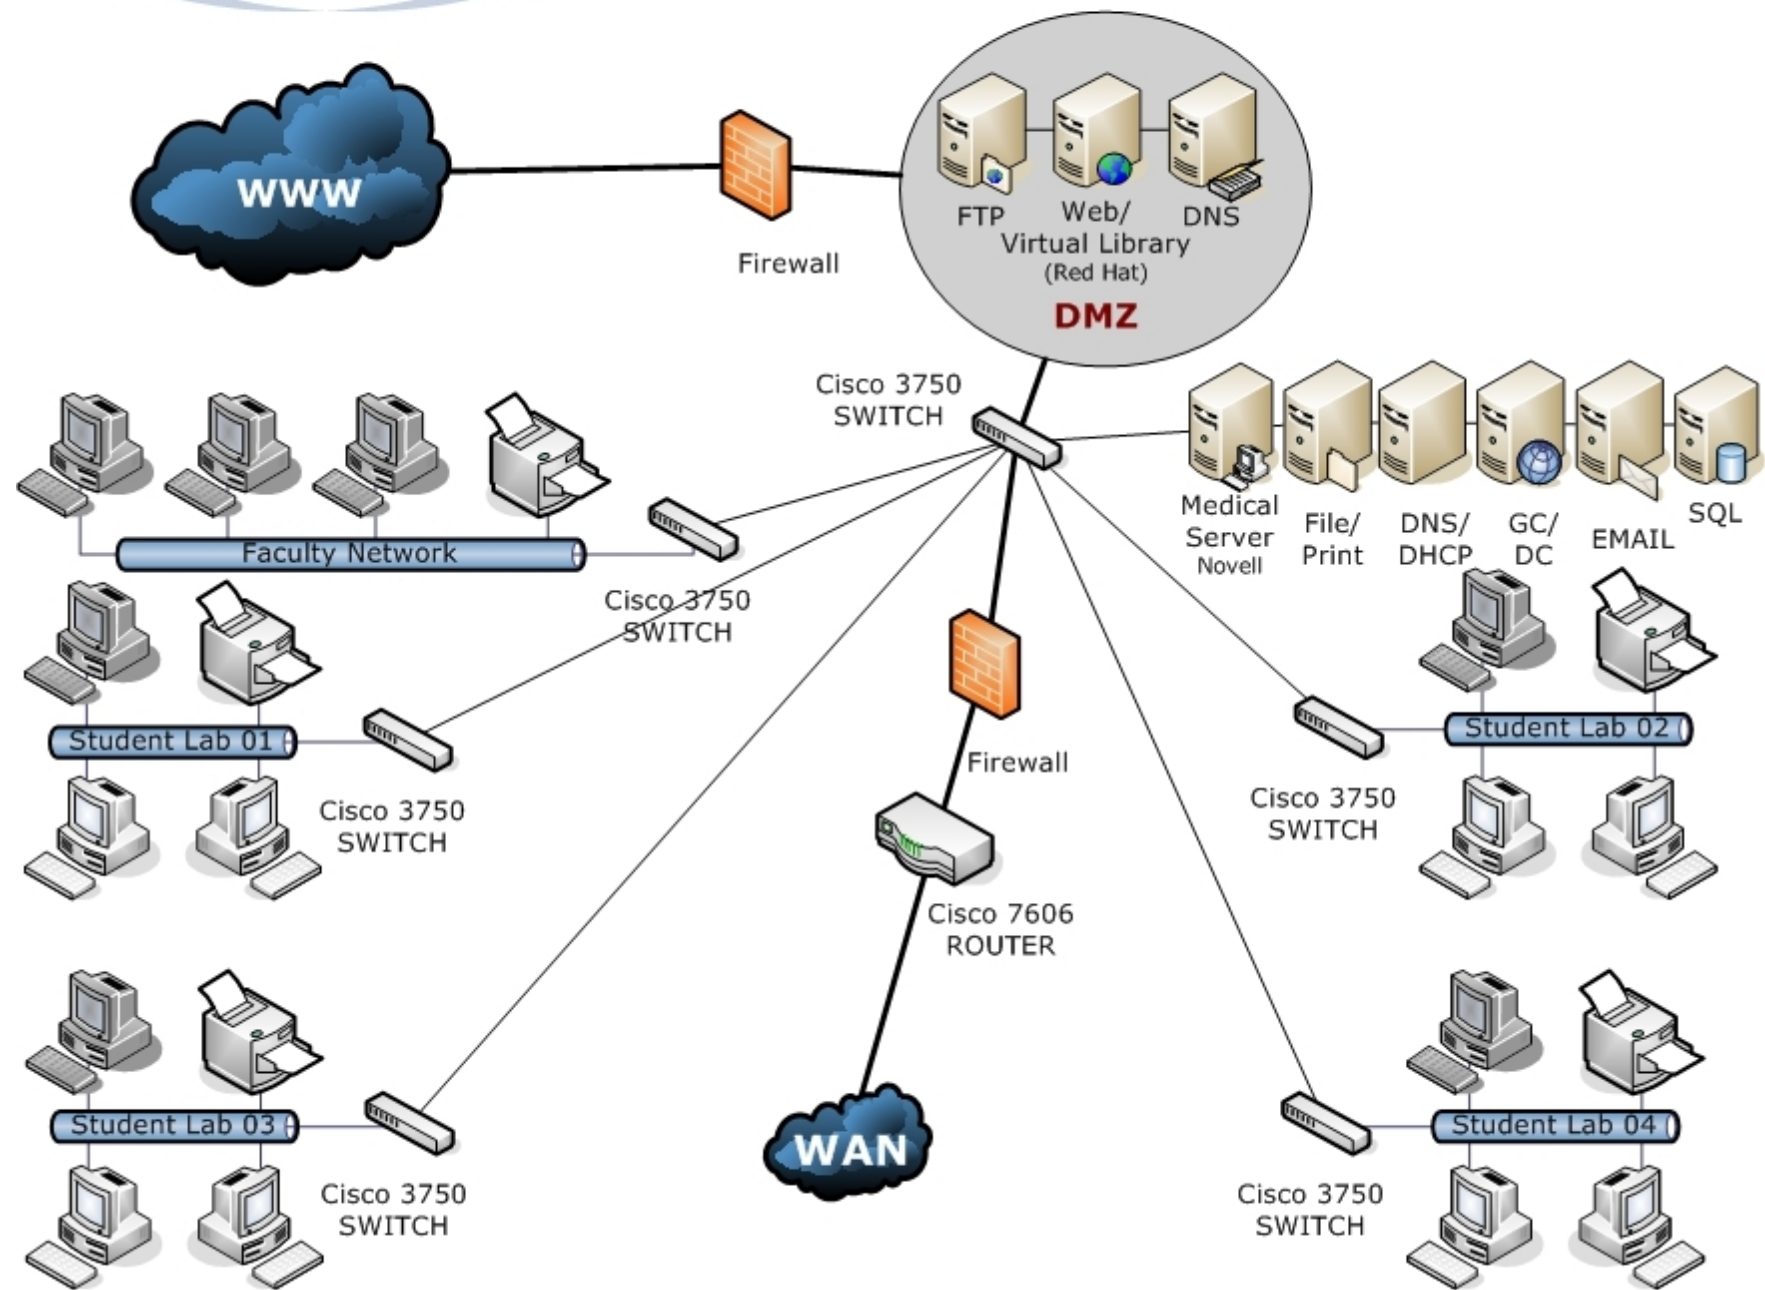 WWW
Firewall
FTP
Web/
Virtual Library
(Red Hat)
DNS
DMZ
Cisco 3750
SWITCH
Medical
Server
Novell
File/
Print
DNS/
DHCP
GC/
DC
EMAIL
SQL
Faculty Network
Cisco 3750
SWITCH
Student Lab 01
Cisco 3750
SWITCH
Firewall
Student Lab 02
Cisco 3750
SWITCH
Cisco 7606
ROUTER
Student Lab 03
Cisco 3750
SWITCH
WAN
Student Lab 04
Cisco 3750
SWITCH